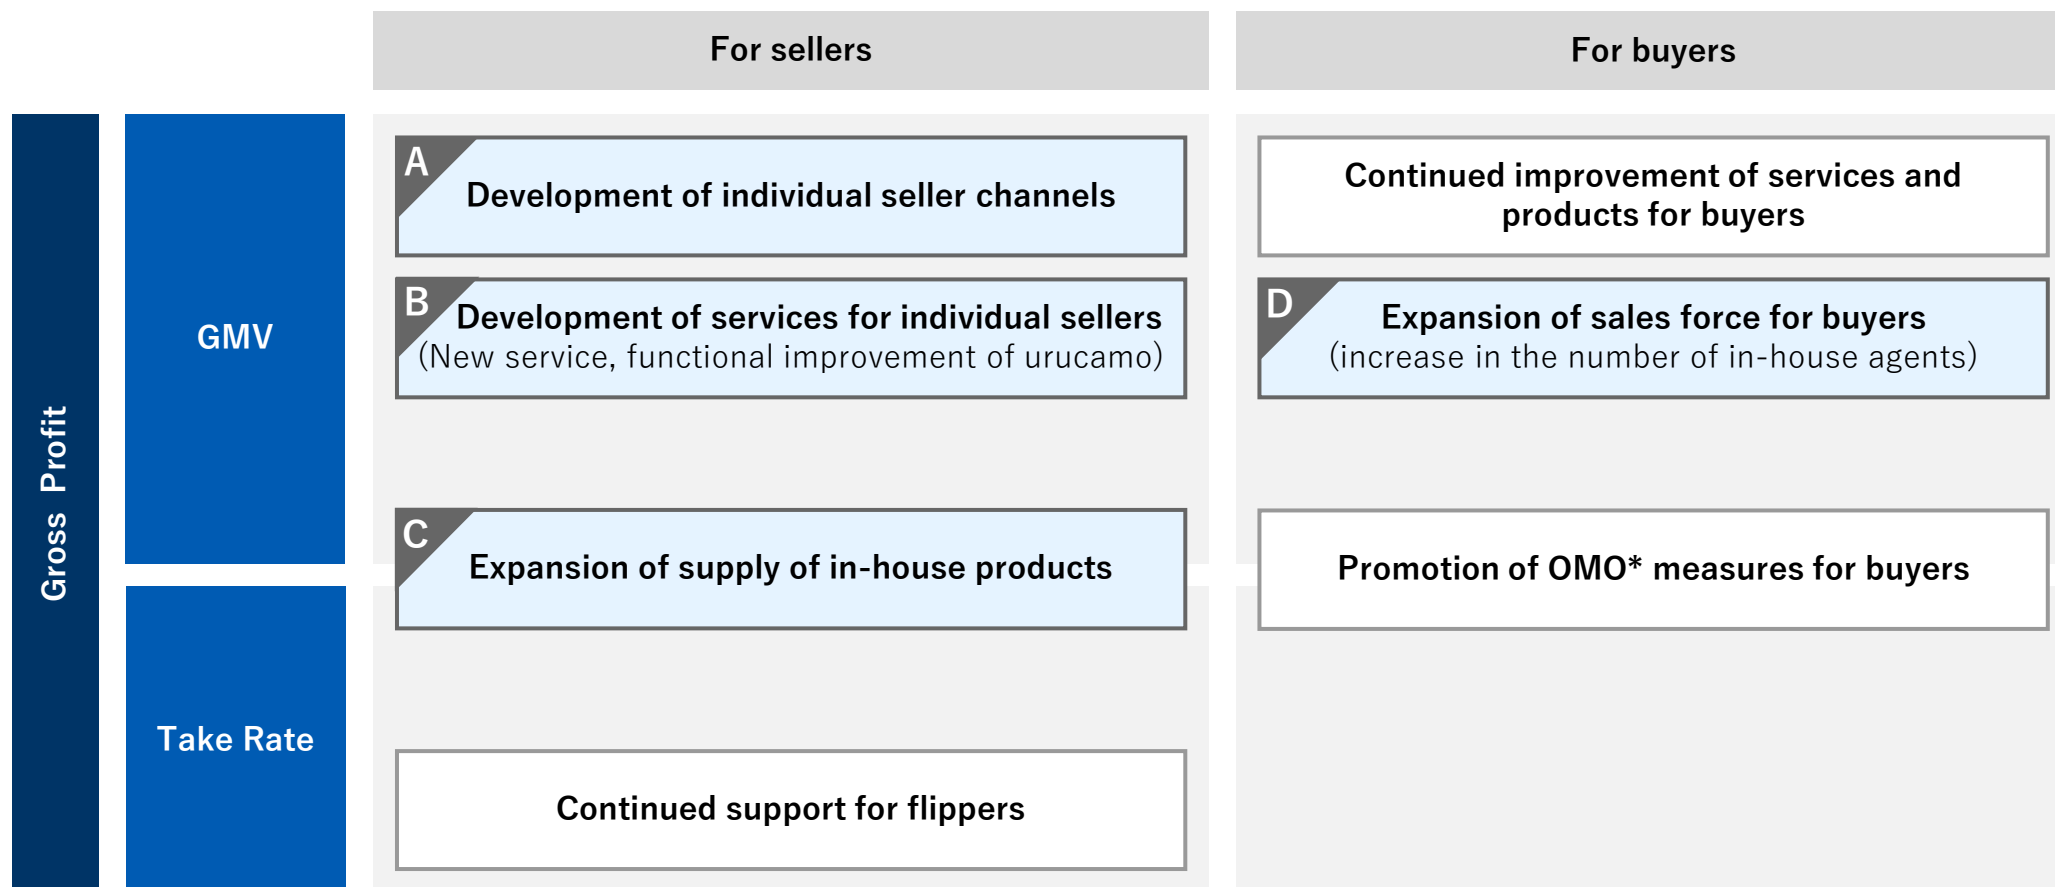 For sellers
For buyers
Gross Profit
GMV
A
Development of individual seller channels
Continued improvement of services and
products for buyers
B
Development of services for individual sellers
(New service, functional improvement of urucamo)
D
Expansion of sales force for buyers
(increase in the number of in-house agents)
C
Expansion of supply of in-house products
Promotion of OMO* measures for buyers
Take Rate
Continued support for flippers